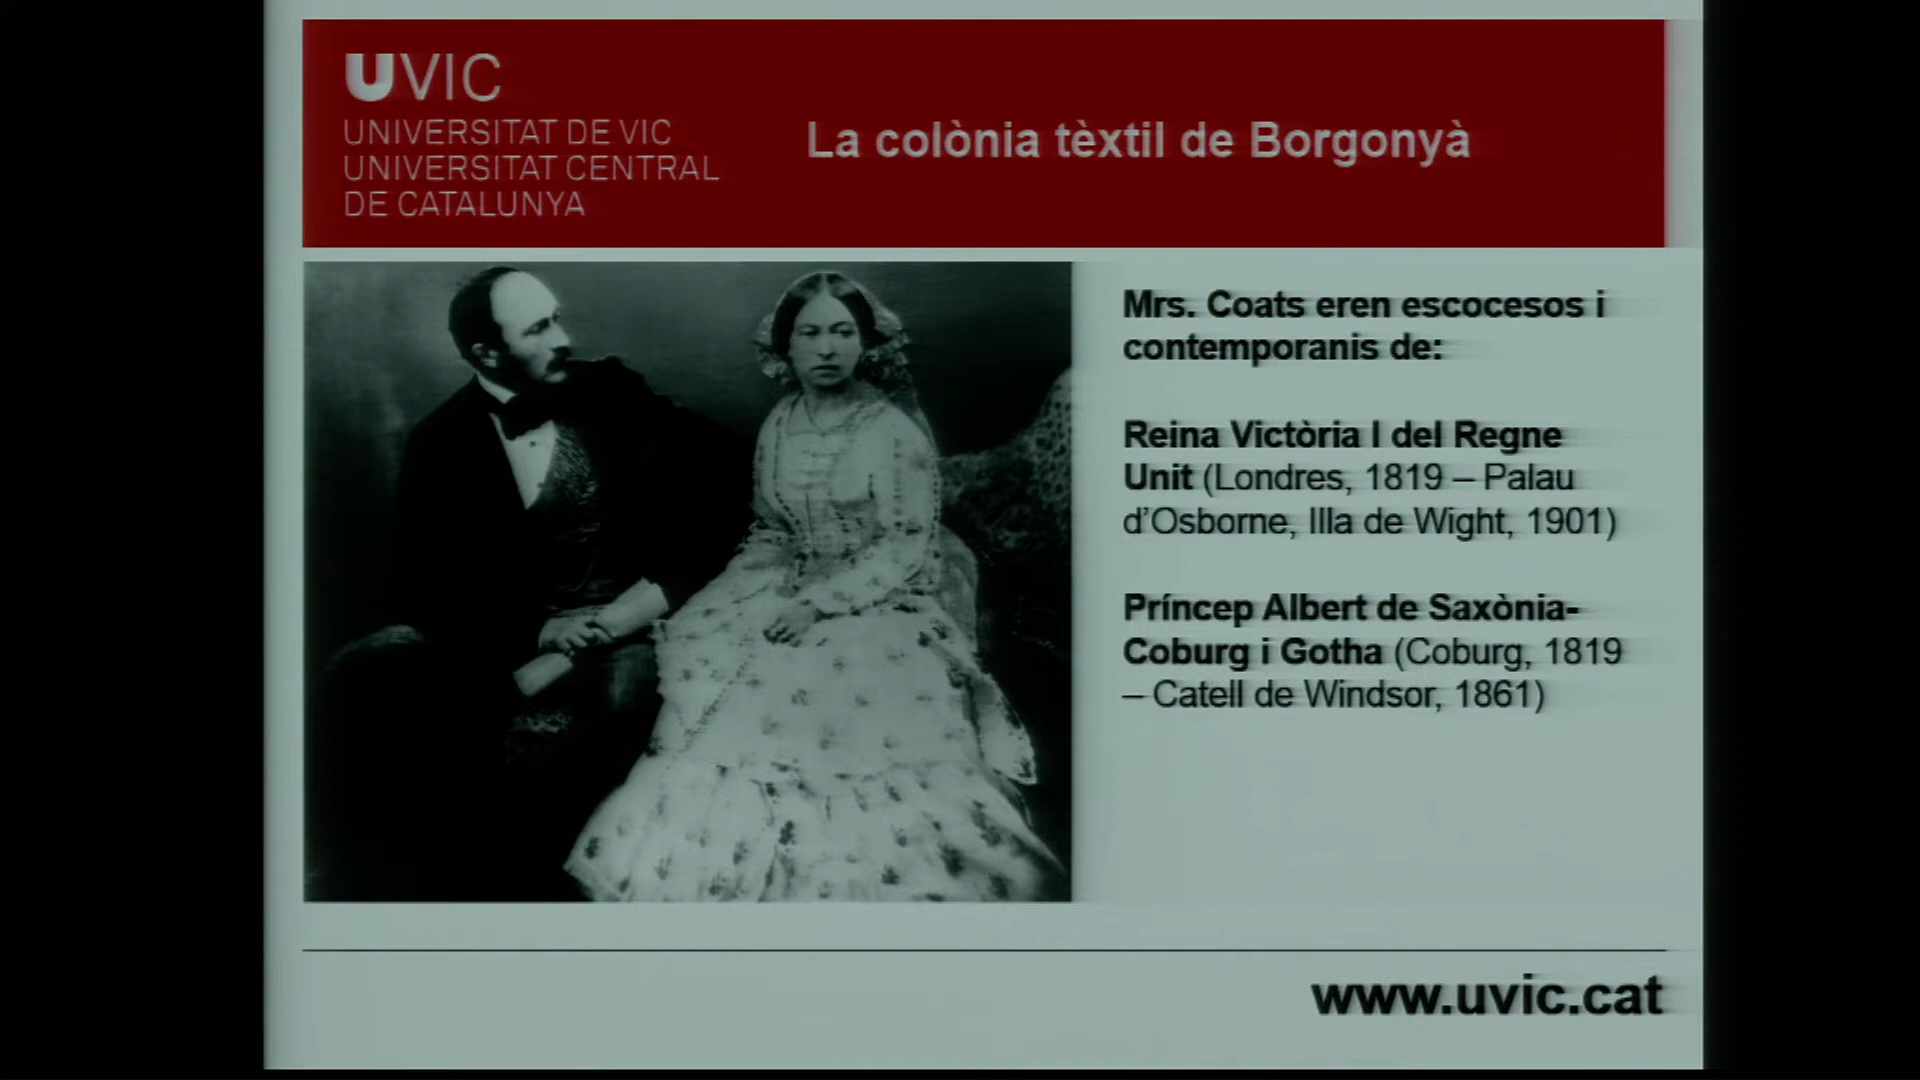 UVIC
UNIVERSITAT DE VIC
UNIVERSITAT CENTRAL
DE CATALUNYA
La colònia tèxtil de Borgonyà
Mrs. Coats eren escocesos i
contemporanis de:
Reina Victòria I del Regne
Unit (Londres, 1819 – Palau
d’Osborne, Illa de Wight, 1901)
Príncep Albert de Saxònia-
Coburg i Gotha (Coburg, 1819
– Catell de Windsor, 1861)
www.uvic.cat